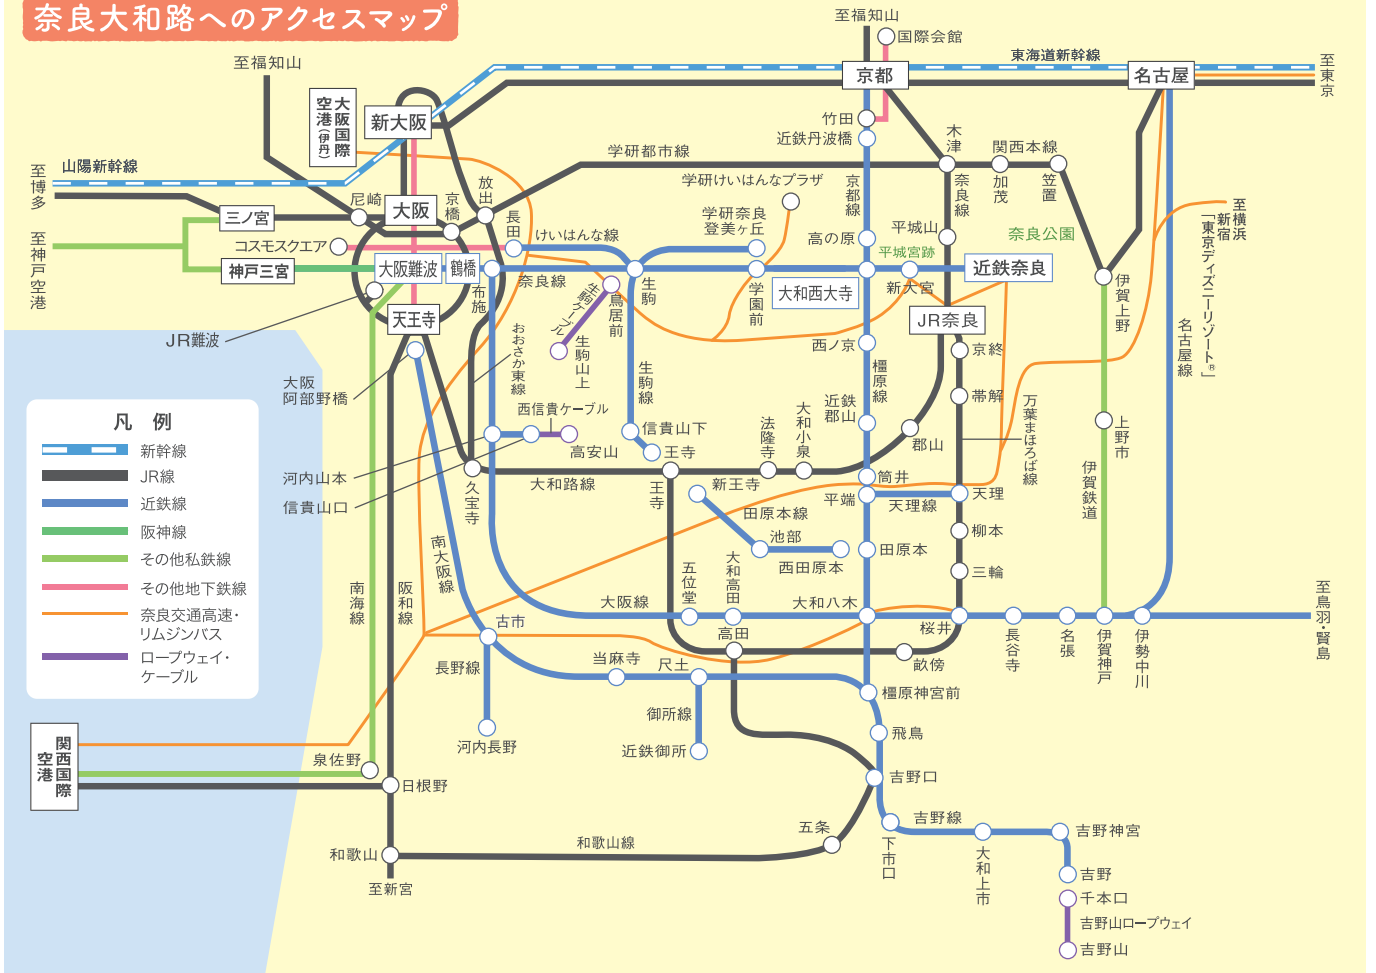 奈良大和路へのアクセスマップ
至福知山
国際会館
東海道新幹線
至東京
京都
名古屋
至福知山
大阪国際空港(伊丹)
新大阪
竹田
近鉄丹波橋
木津
関西本線
加茂
笠置
学研都市線
山陽新幹線
至博多
尼崎
大阪
京橋
放出
長田
学研けいはんなプラザ
学研奈良登美ヶ丘
京都線
奈良線
高の原
平城山
平城宮跡
奈良公園
三ノ宮
コスモスクエア
けいはんな線
至神戸空港
神戸三宮
大阪難波
鶴橋
布施
奈良線
生駒
学園前
大和西大寺
新大宮
近鉄奈良
至横浜
新宿
「東京ディズニーリゾート®」
伊賀上野
名古屋線
生駒ケーブル
鳥居前
生駒山上
天王寺
JR難波
おおさか東線
JR奈良
西ノ京
京終
橿原線
生駒線
大阪阿部野橋
西信貴ケーブル
近鉄郡山
帯解
万葉まほろば線
信貴山下
王寺
高安山
法隆寺
大和小泉
郡山
上野市
伊賀鉄道
凡 例
新幹線
JR線
近鉄線
阪神線
その他私鉄線
その他地下鉄線
奈良交通高速・
リムジンバス
ロープウェイ・
ケーブル
河内山本
信貴山口
久宝寺
大和路線
王寺
新王寺
筒井
平端
天理線
天理
田原本線
池部
西田原本
田原本
柳本
三輪
南大阪線
南海線
阪和線
大阪線
五位堂
大和高田
大和八木
桜井
長谷寺
名張
伊賀神戸
伊勢中川
至鳥羽・賢島
古市
高田
畝傍
長野線
当麻寺
尺土
橿原神宮前
御所線
河内長野
近鉄御所
飛鳥
関西国際空港
泉佐野
日根野
吉野口
吉野線
吉野神宮
五条
和歌山
和歌山線
下市口
大和上市
至新宮
吉野
千本口
吉野山ロープウェイ
吉野山